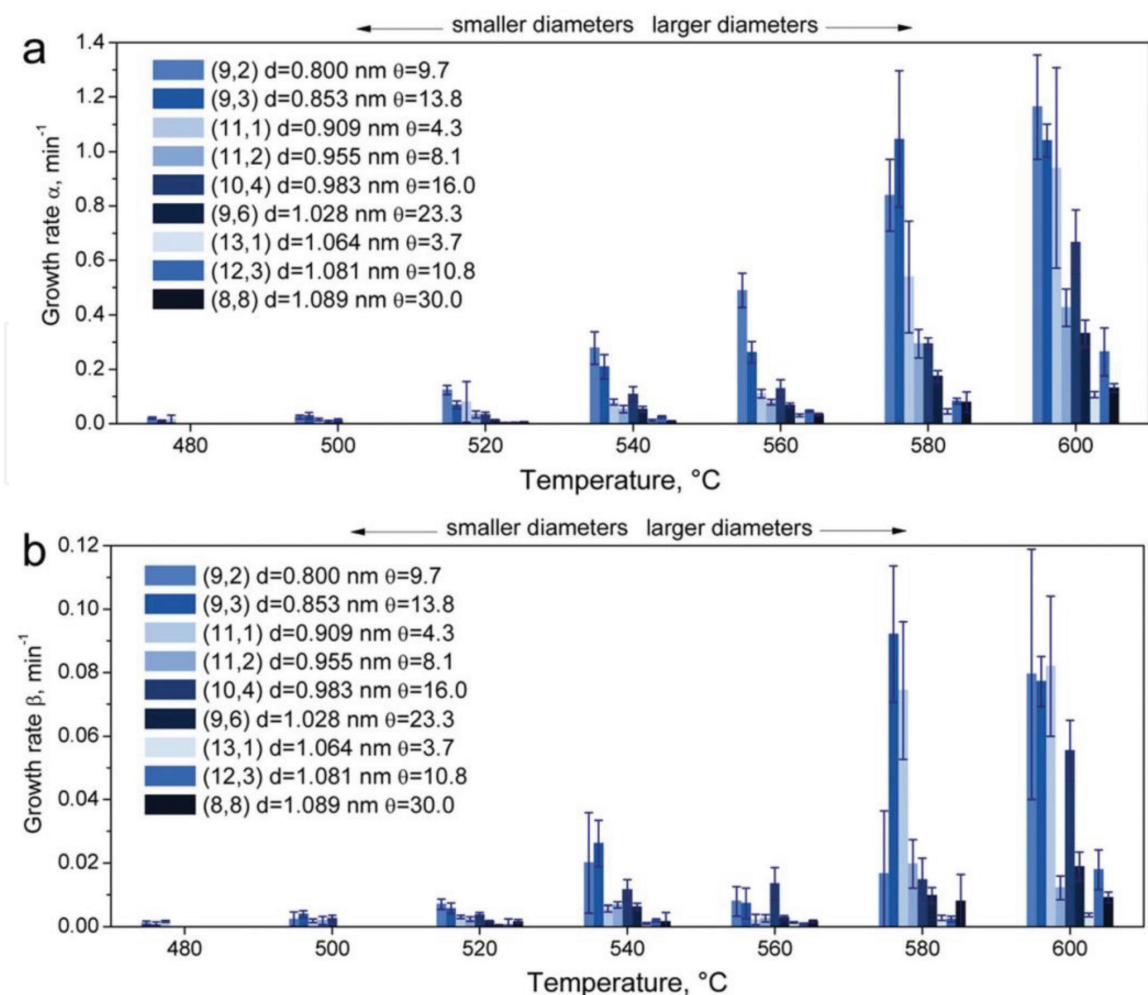 a
smaller diameters larger diameters
1.4
1.2
1.0
0.8
0.6
0.4
0.2
0.0
Growth rate α, min⁻¹
(9,2) d=0.800 nm θ=9.7
(9,3) d=0.853 nm θ=13.8
(11,1) d=0.909 nm θ=4.3
(11,2) d=0.955 nm θ=8.1
(10,4) d=0.983 nm θ=16.0
(9,6) d=1.028 nm θ=23.3
(13,1) d=1.064 nm θ=3.7
(12,3) d=1.081 nm θ=10.8
(8,8) d=1.089 nm θ=30.0
480 500 520 540 560 580 600
Temperature, °C
b
smaller diameters larger diameters
0.12
0.10
0.08
0.06
0.04
0.02
0.00
Growth rate β, min⁻¹
(9,2) d=0.800 nm θ=9.7
(9,3) d=0.853 nm θ=13.8
(11,1) d=0.909 nm θ=4.3
(11,2) d=0.955 nm θ=8.1
(10,4) d=0.983 nm θ=16.0
(9,6) d=1.028 nm θ=23.3
(13,1) d=1.064 nm θ=3.7
(12,3) d=1.081 nm θ=10.8
(8,8) d=1.089 nm θ=30.0
480 500 520 540 560 580 600
Temperature, °C